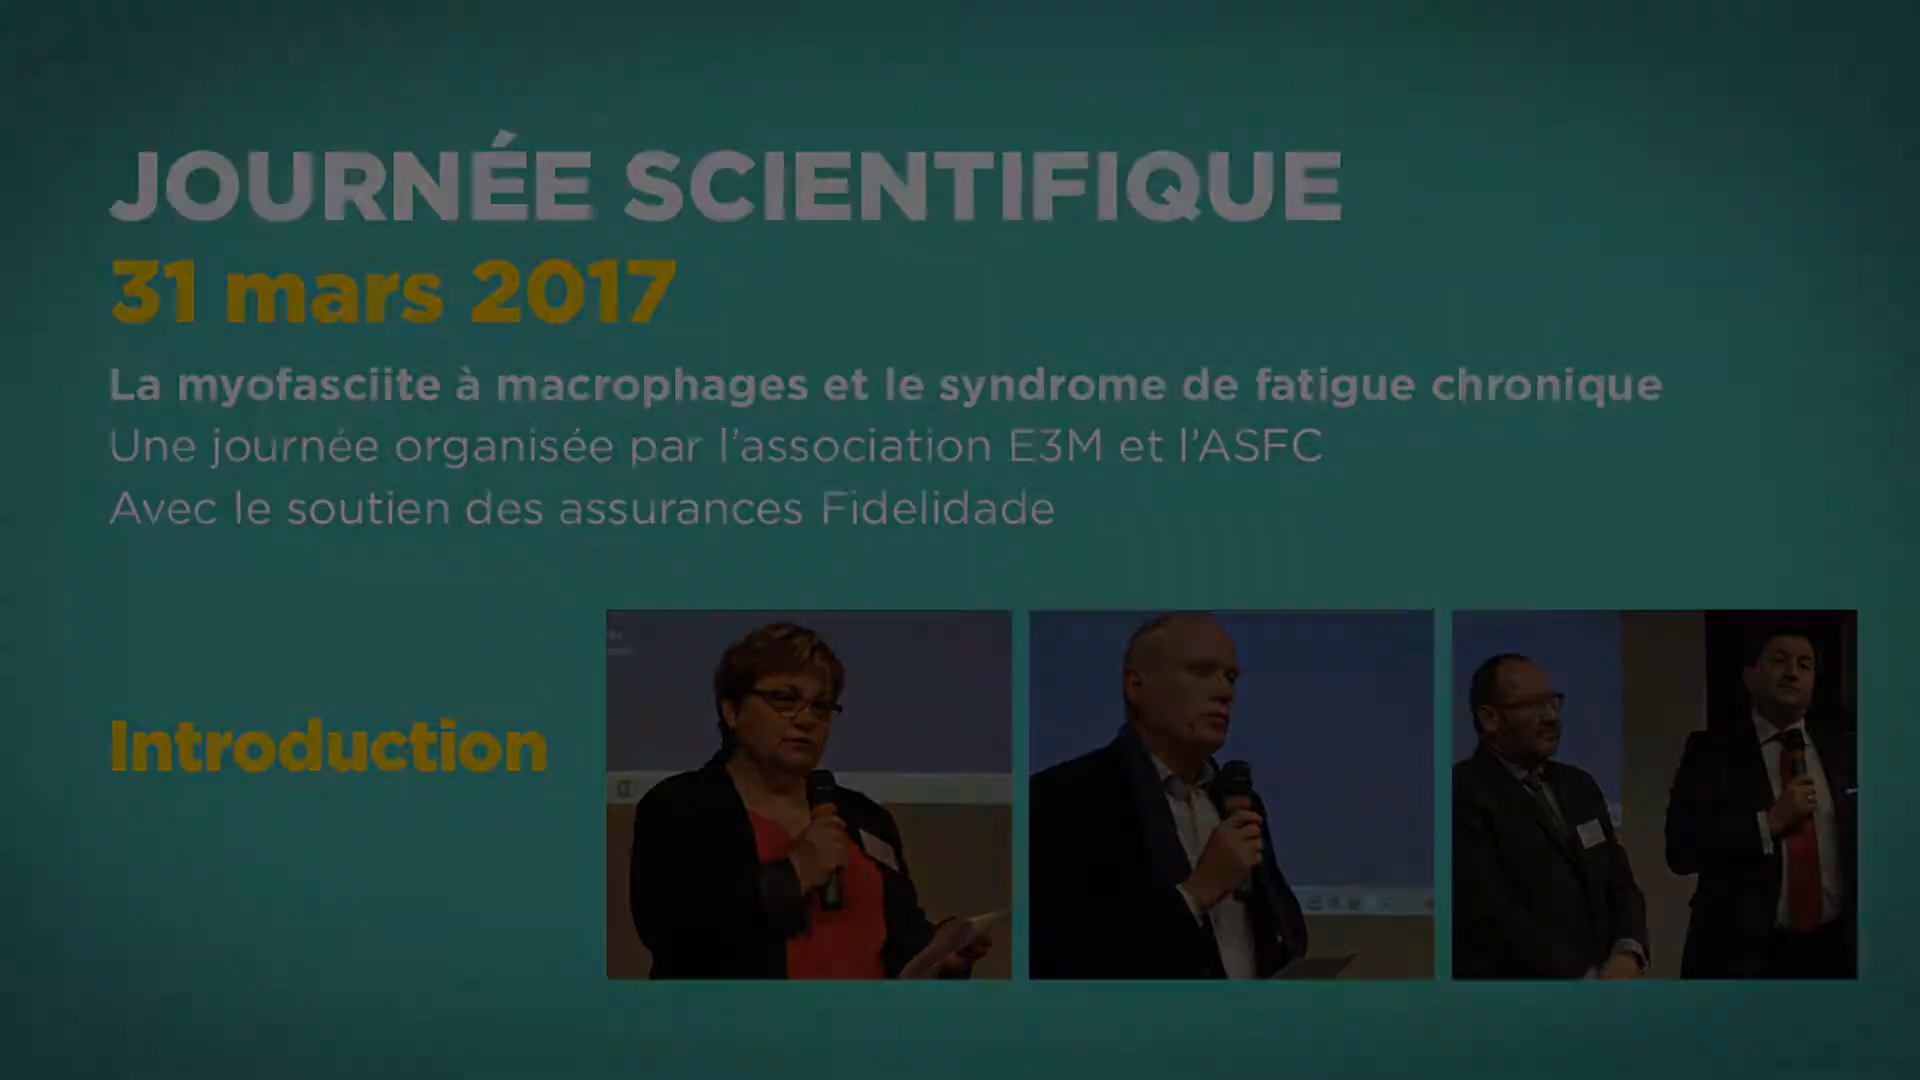 JOURNÉE SCIENTIFIQUE
31 mars 2017
La myofasciite à macrophages et le syndrome de fatigue chronique
Une journée organisée par l'association E3M et l'ASFC
Avec le soutien des assurances Fidelidade
Introduction